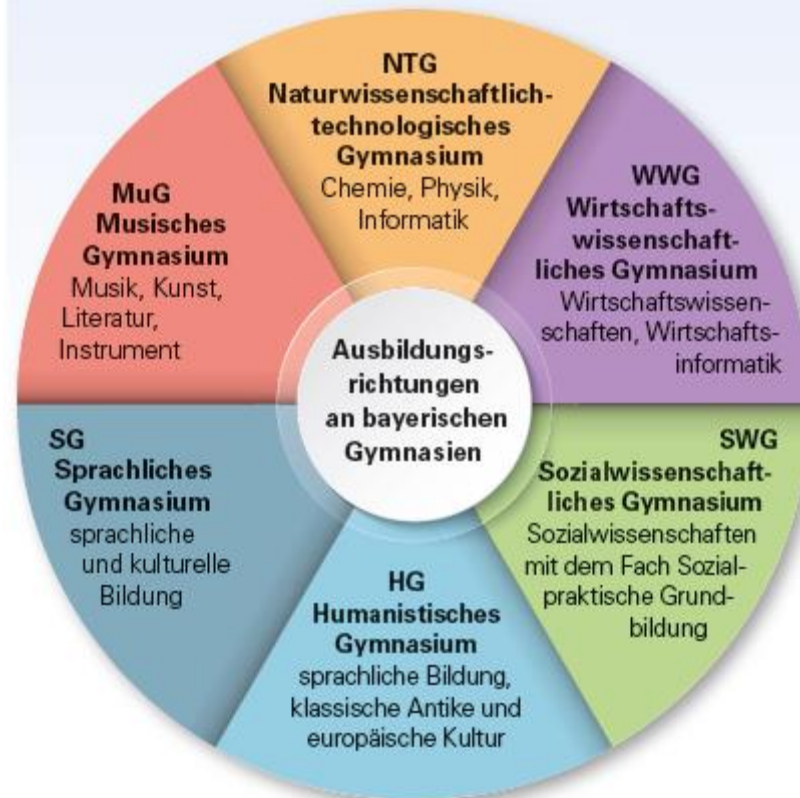 NTG
Naturwissenschaftlich-
technologisches
Gymnasium
Chemie, Physik,
Informatik
WWG
Wirtschafts-
wissenschaft-
liches Gymnasium
Wirtschaftswissen-
schaften, Wirtschafts-
informatik
SWG
Sozialwissenschaft-
liches Gymnasium
Sozialwissenschaften
mit dem Fach Sozial-
praktische Grund-
bildung
HG
Humanistisches
Gymnasium
sprachliche Bildung,
klassische Antike und
europäische Kultur
SG
Sprachliches
Gymnasium
sprachliche
und kulturelle
Bildung
MuG
Musisches
Gymnasium
Musik, Kunst,
Literatur,
Instrument
Ausbildungs-
richtungen
an bayerischen
Gymnasien